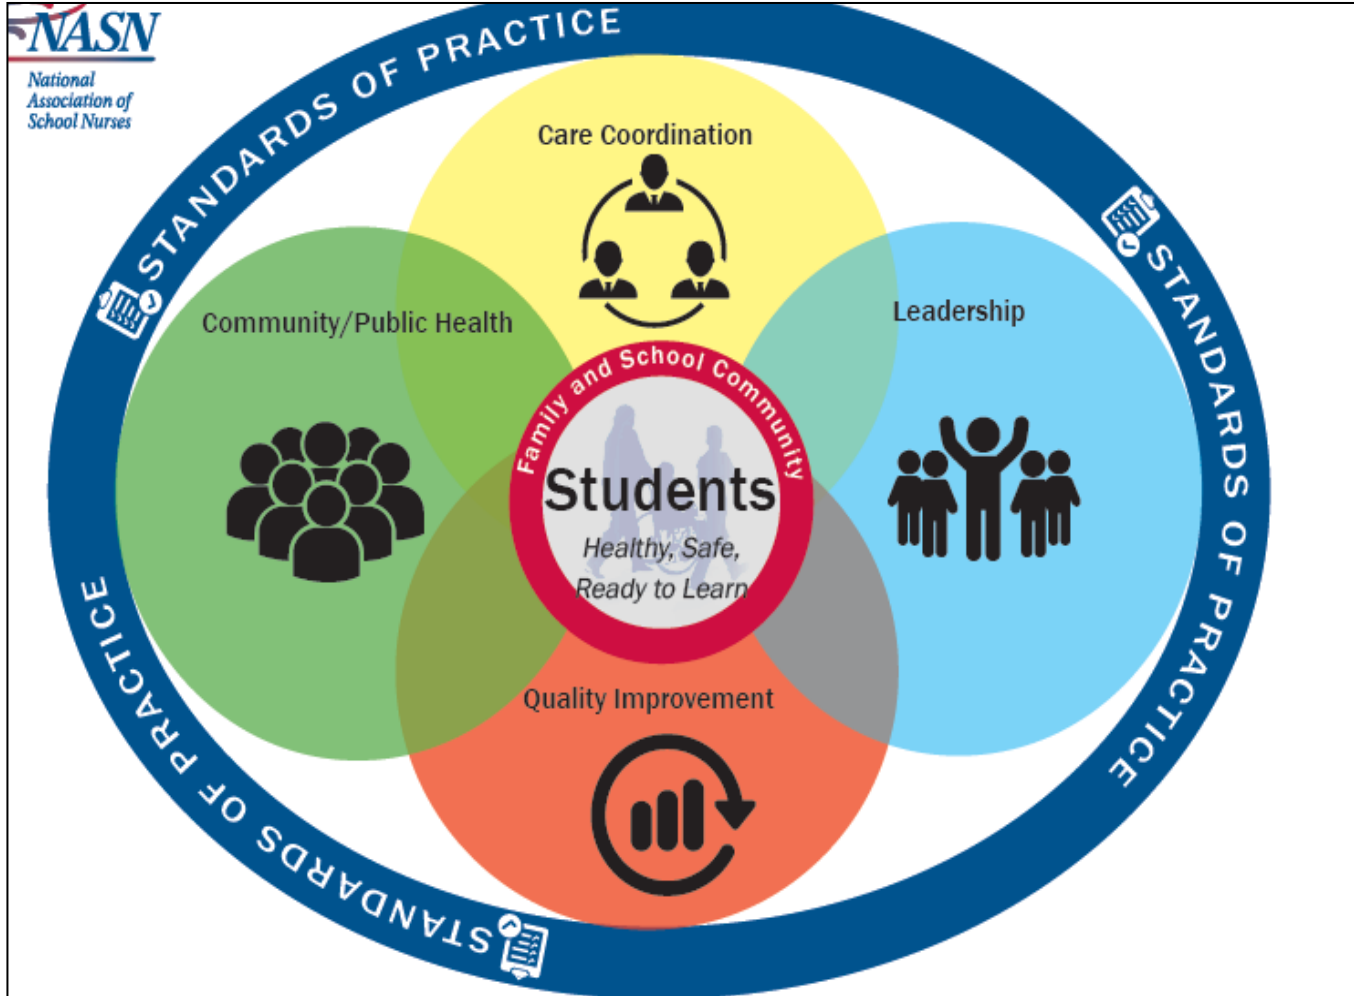 NASN
National
Association of
School Nurses
STANDARDS OF PRACTICE
STANDARDS OF PRACTICE
STANDARDS OF PRACTICE
Care Coordination
Community/Public Health
Leadership
Family and School Community
Students
Healthy, Safe,
Ready to Learn
Quality Improvement